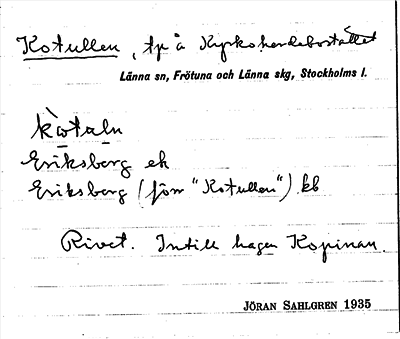 Kotullen, tp å Kyrkoherdebostället
Länna sn, Frötuna och Länna skg, Stockholms l.
kòtaln
Eriksberg ek
Eriksberg (förr "Kotullen") kb
Rivet. Intill hagen Kopinan.
JÖRAN SAHLGREN 1935